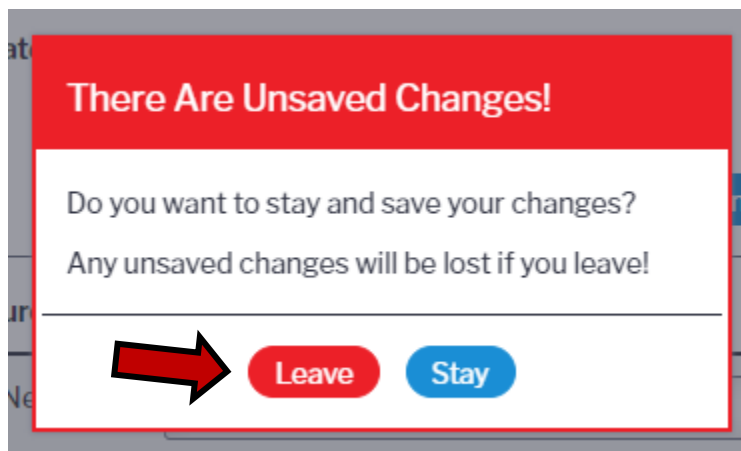 There Are Unsaved Changes!
Do you want to stay and save your changes?
Any unsaved changes will be lost if you leave!
Leave Stay